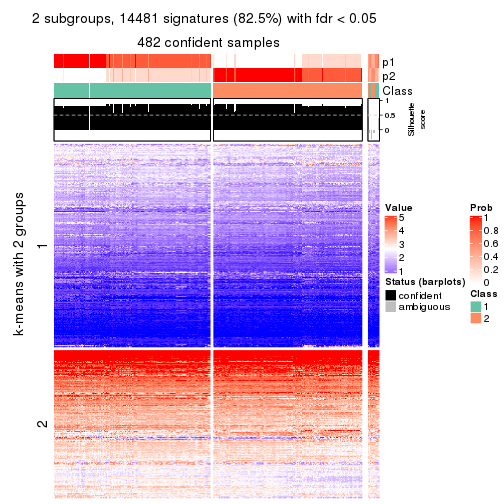 2 subgroups, 14481 signatures (82.5%) with fdr < 0.05
482 confident samples
p1
p2
Class
1
0.5
0
Silhouette
score
k-means with 2 groups
1
2
Value
5
4
3
2
1
Status (barplots)
confident
ambiguous
Prob
1
0.8
0.6
0.4
0.2
0
Class
1
2